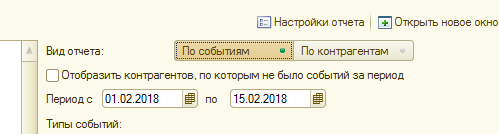 Настройки отчета Открыть новое окно
Вид отчета: По событиям По контрагентам
Отобразить контрагентов, по которым не было событий за период
Период с 01.02.2018 по 15.02.2018
Типы событий: